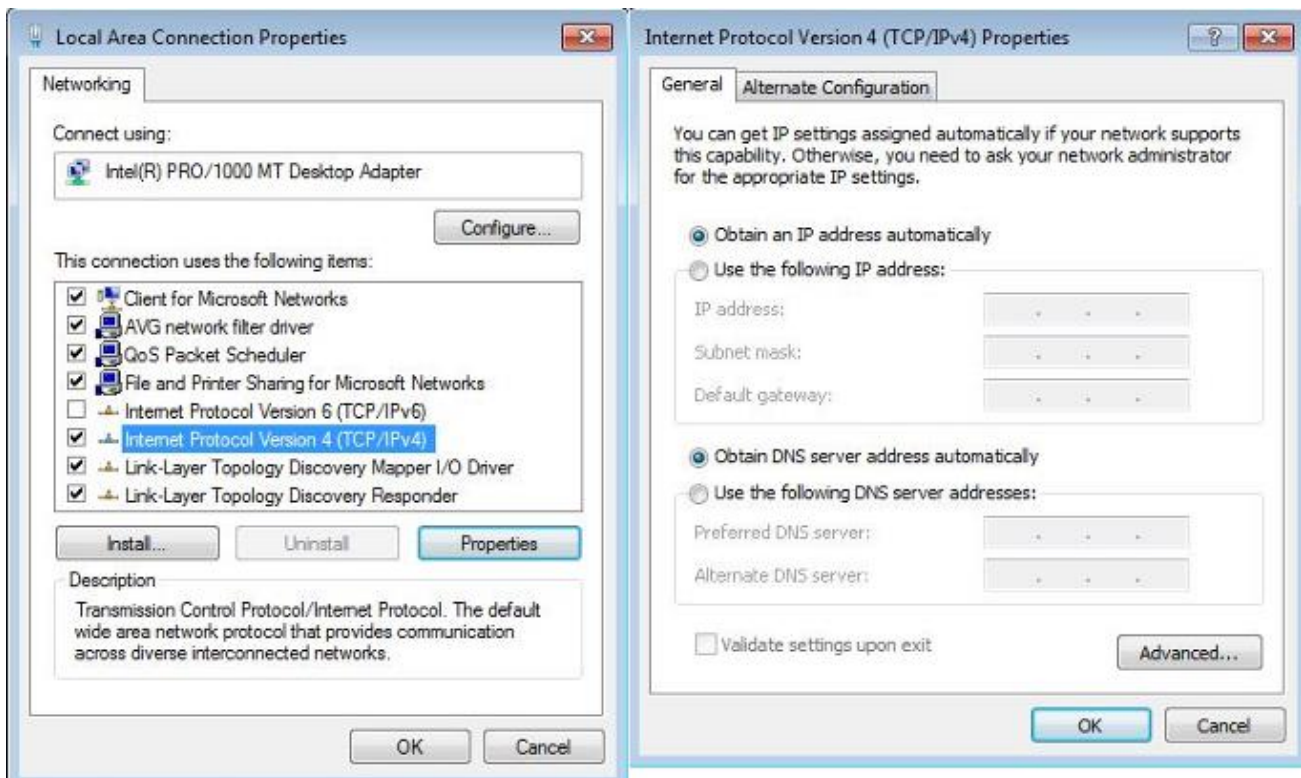 Local Area Connection Properties
Networking
Connect using:
Intel(R) PRO/1000 MT Desktop Adapter
Configure...
This connection uses the following items:
Client for Microsoft Networks
AVG network filter driver
QoS Packet Scheduler
File and Printer Sharing for Microsoft Networks
Internet Protocol Version 6 (TCP/IPv6)
Internet Protocol Version 4 (TCP/IPv4)
Link-Layer Topology Discovery Mapper I/O Driver
Link-Layer Topology Discovery Responder
Install...
Uninstall
Properties
Description
Transmission Control Protocol/Internet Protocol. The default
wide area network protocol that provides communication
across diverse interconnected networks.
OK
Cancel
Internet Protocol Version 4 (TCP/IPv4) Properties
General
Alternate Configuration
You can get IP settings assigned automatically if your network supports
this capability. Otherwise, you need to ask your network administrator
for the appropriate IP settings.
Obtain an IP address automatically
Use the following IP address:
IP address:
Subnet mask:
Default gateway:
Obtain DNS server address automatically
Use the following DNS server addresses:
Preferred DNS server:
Alternate DNS server:
Validate settings upon exit
Advanced...
OK
Cancel